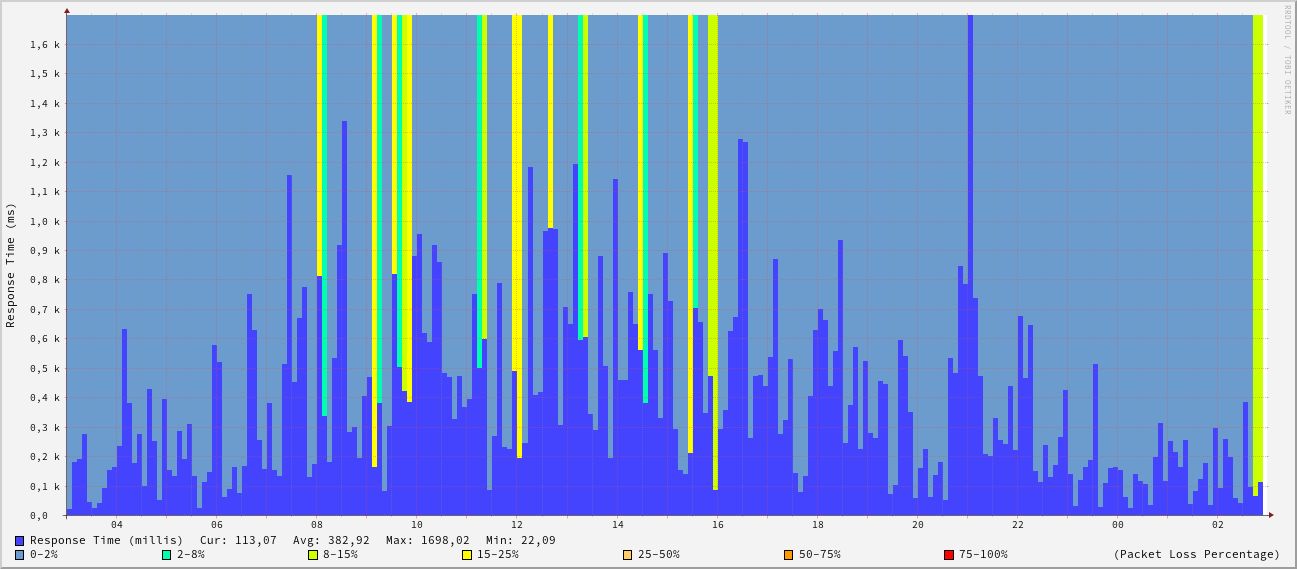 RRDTOOL / TOBI OETIKER
Response Time (ms)
1,6 k
1,5 k
1,4 k
1,3 k
1,2 k
1,1 k
1,0 k
0,9 k
0,8 k
0,7 k
0,6 k
0,5 k
0,4 k
0,3 k
0,2 k
0,1 k
0,0
04 06 08 10 12 14 16 18 20 22 00 02
Response Time (millis) Cur: 113,07 Avg: 382,92 Max: 1698,02 Min: 22,09
0-2% 2-8% 8-15% 15-25% 25-50% 50-75% 75-100% (Packet Loss Percentage)